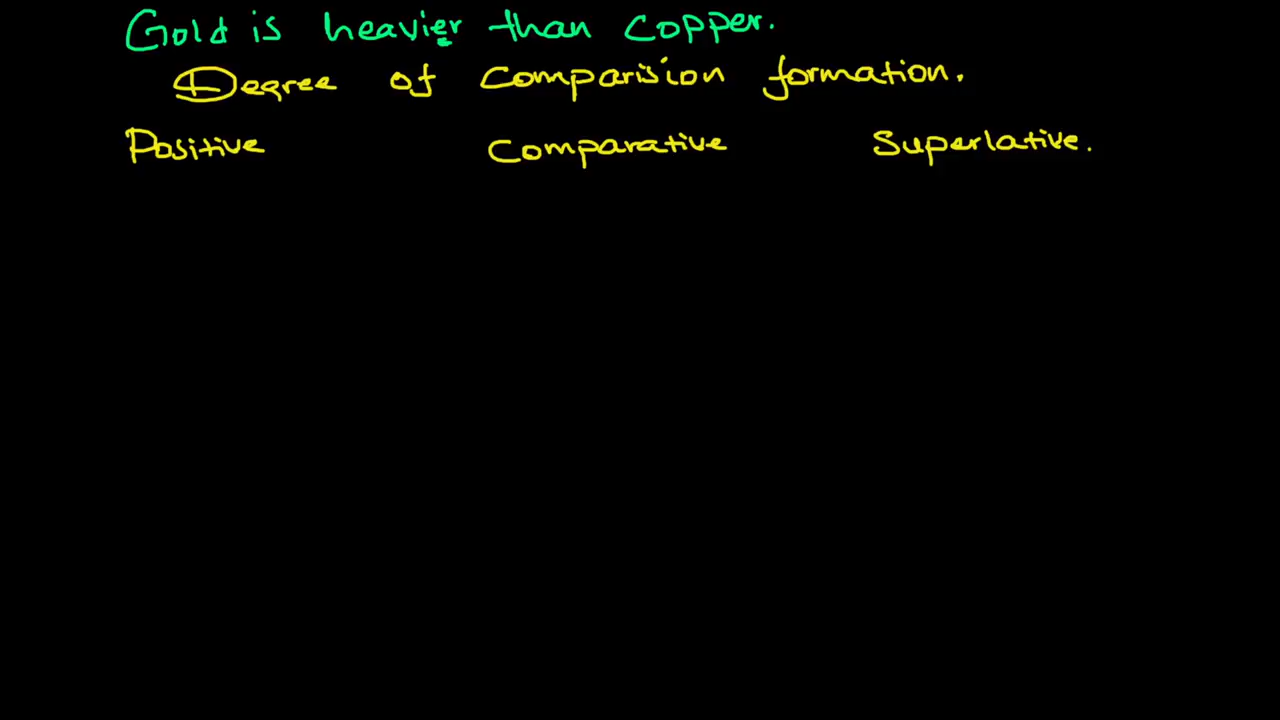 Gold is heavier than copper.
Degree of Comparision formation.
Positive Comparative Superlative.